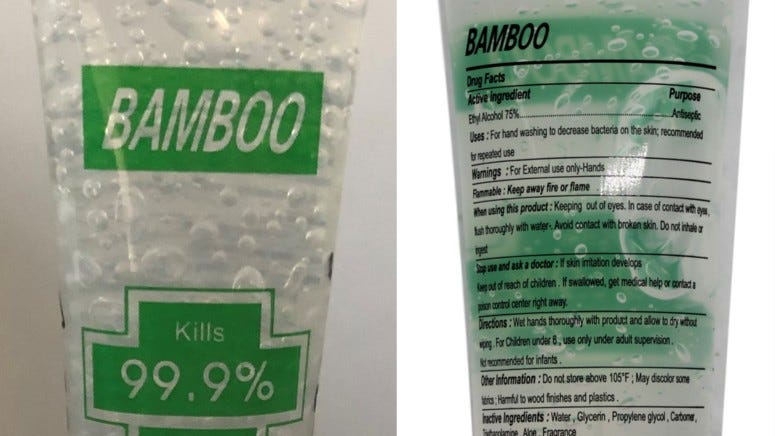 BAMBOO
Kills
99.9%
BAMBOO
Drug Facts
Active ingredient Purpose
Ethyl Alcohol 75%........................................Antiseptic
Uses : For hand washing to decrease bacteria on the skin; recommended
for repeated use
Warnings : For External use only-Hands
Flammable : Keep away fire or flame
When using this product : Keeping out of eyes. In case of contact with eyes,
flush thoroughly with water-. Avoid contact with broken skin. Do not inhale or
ingest
Stop use and ask a doctor : If skin irritation develops
Keep out of reach of children . If swallowed, get medical help or contact a
poison control center right away.
Directions : Wet hands thoroughly with product and allow to dry without
wiping . For Children under 6 , use only under adult supervision .
Not recommended for infants .
Other Information : Do not store above 105°F ; May discolor some
fabrics ; Harmful to wood finishes and plastics .
Inactive Ingredients : Water , Glycerin , Propylene glycol , Carbomer,
Triethanolamine, Aloe , Fragrance